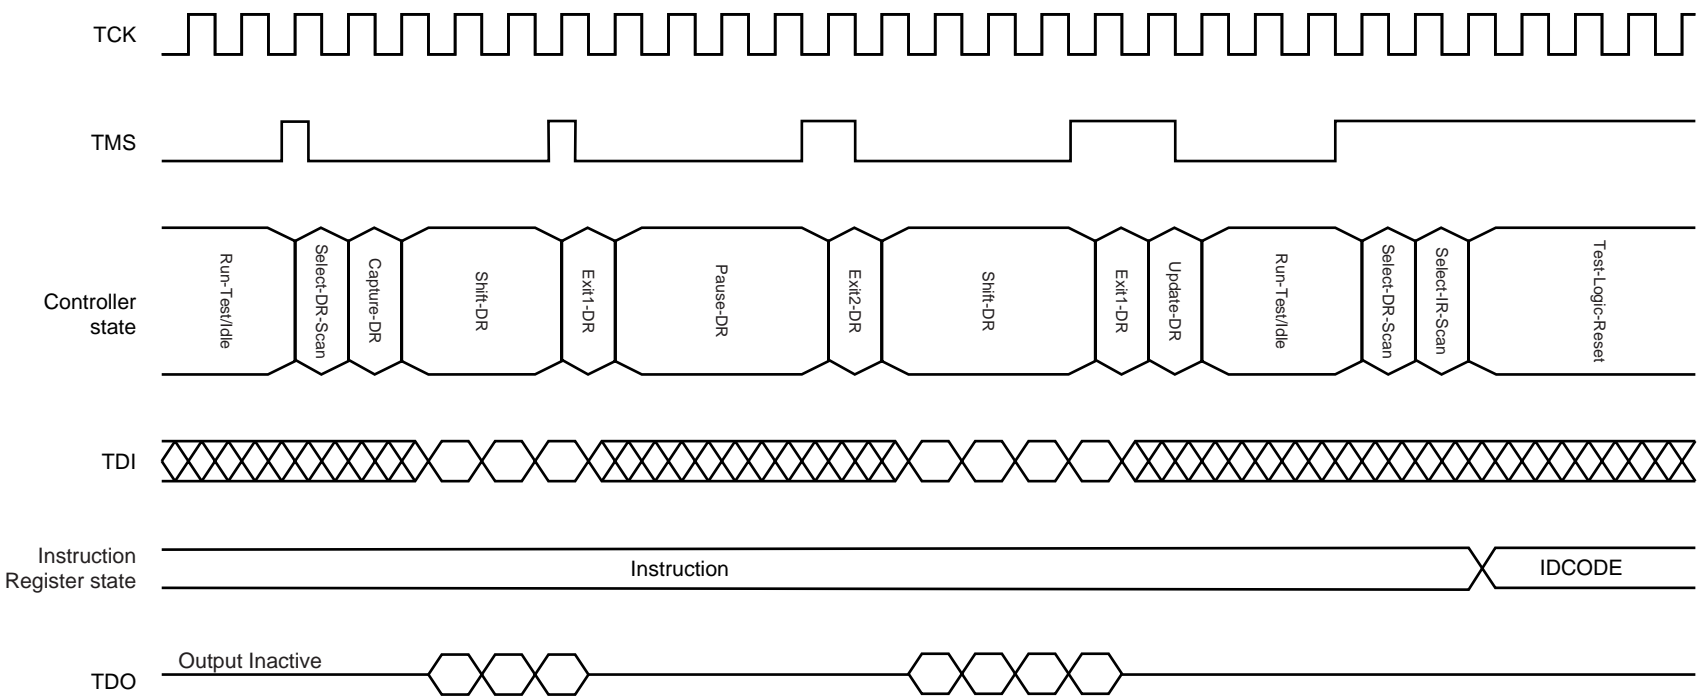 TCK
TMS
Controller
state
Run-Test/Idle
Select-DR-Scan
Capture-DR
Shift-DR
Exit1-DR
Pause-DR
Exit2-DR
Shift-DR
Exit1-DR
Update-DR
Run-Test/Idle
Select-DR-Scan
Select-IR-Scan
Test-Logic-Reset
TDI
Instruction
Register state
Instruction
IDCODE
Output Inactive
TDO